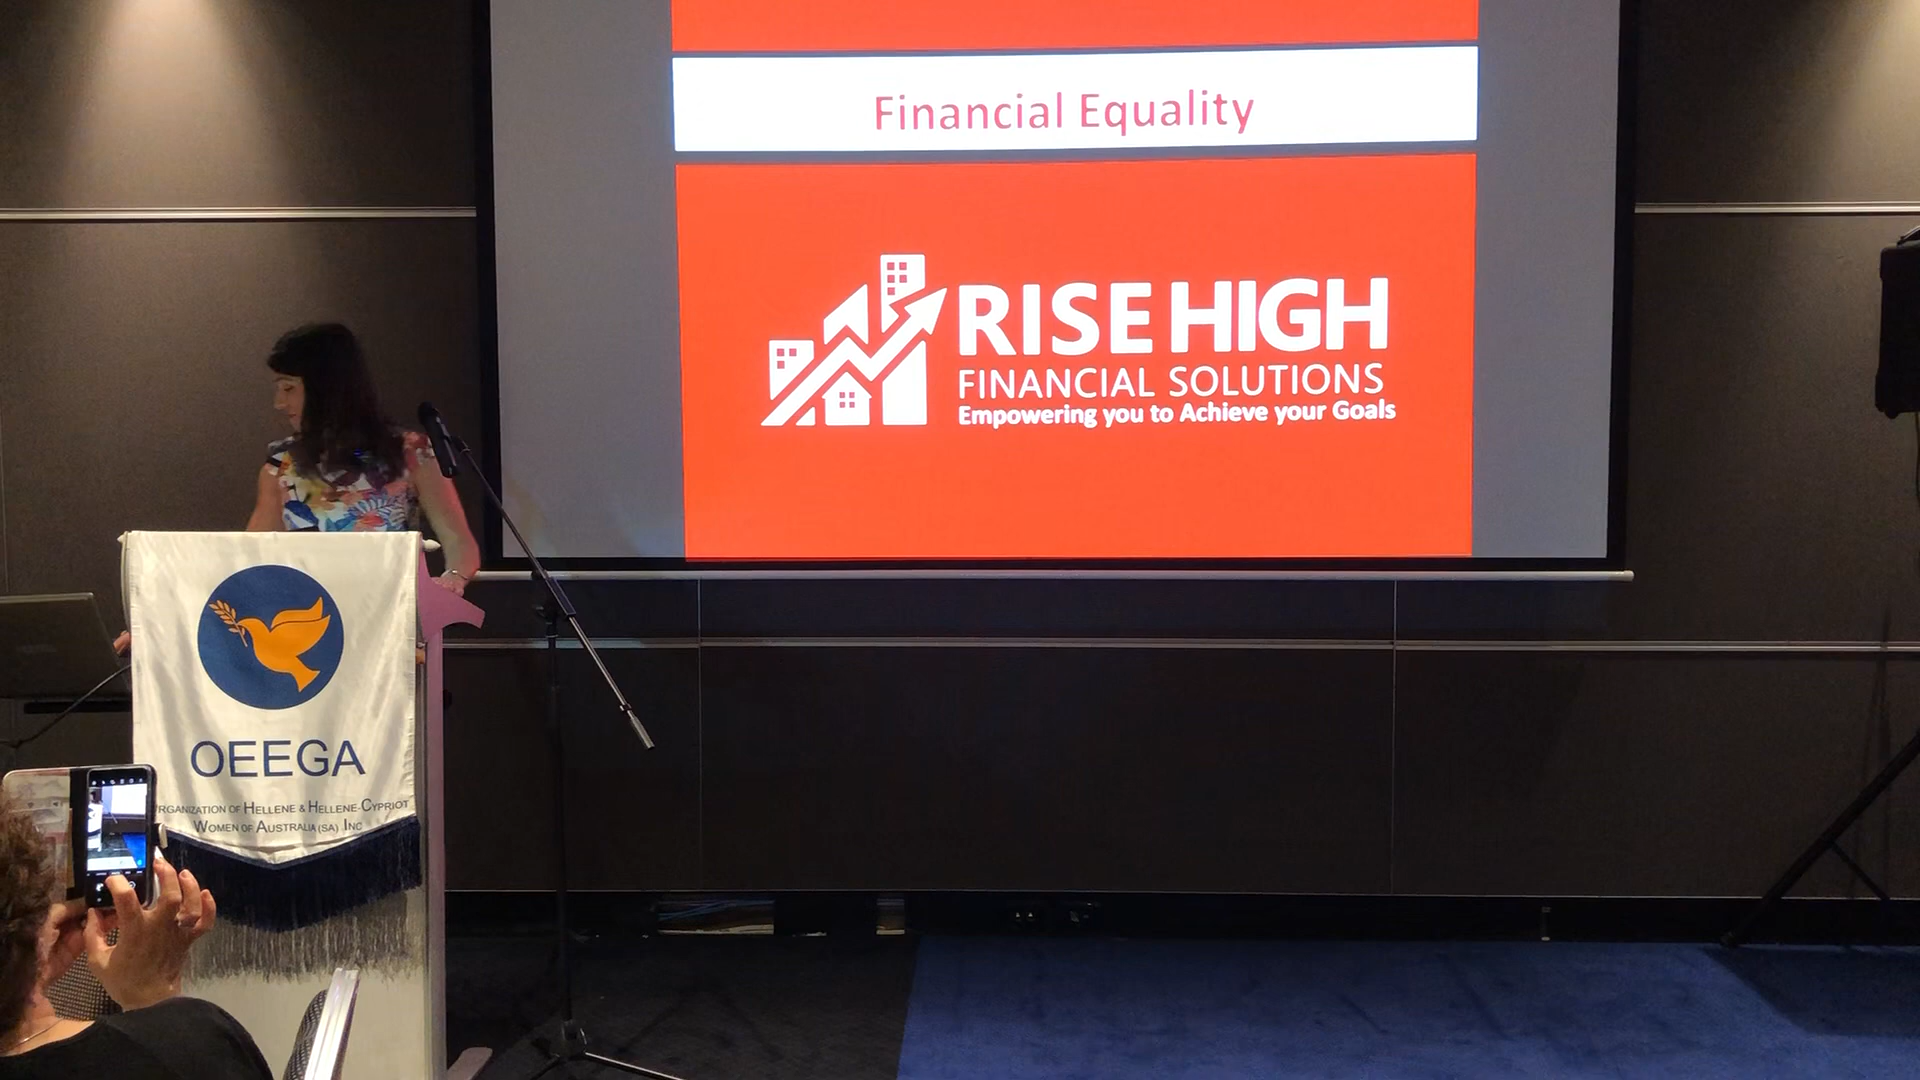 Financial Equality
RISE HIGH
FINANCIAL SOLUTIONS
Empowering you to Achieve your Goals
OEEGA
RGANIZATION OF HELLENE & HELLENE-CYPRIOT
WOMEN OF AUSTRALIA (SA) INC